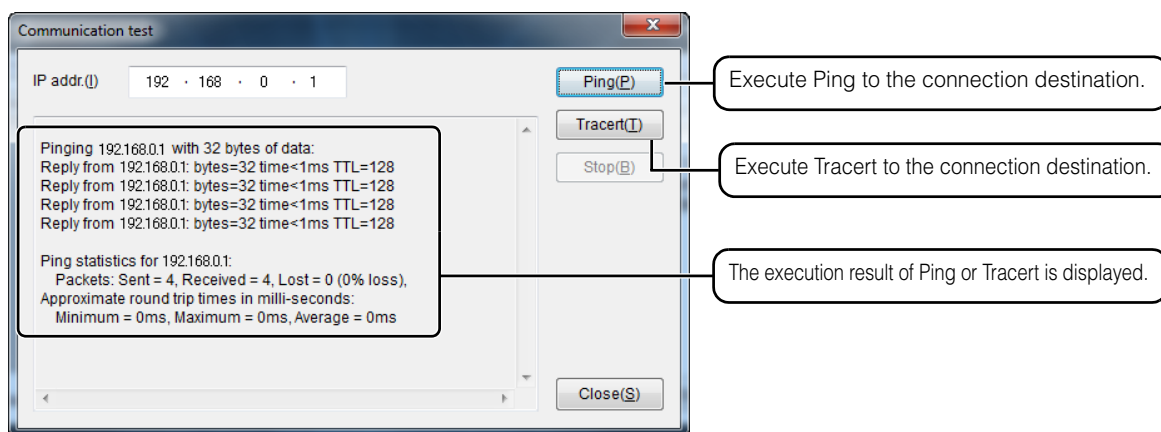 Communication test
IP addr.(I) 192 · 168 · 0 · 1
Ping(P)
Execute Ping to the connection destination.
Tracert(T)
Execute Tracert to the connection destination.
Stop(B)
Pinging 192.168.0.1 with 32 bytes of data:
Reply from 192.168.0.1: bytes=32 time<1ms TTL=128
Reply from 192.168.0.1: bytes=32 time<1ms TTL=128
Reply from 192.168.0.1: bytes=32 time<1ms TTL=128
Reply from 192.168.0.1: bytes=32 time<1ms TTL=128
Ping statistics for 192.168.0.1:
Packets: Sent = 4, Received = 4, Lost = 0 (0% loss),
Approximate round trip times in milli-seconds:
Minimum = 0ms, Maximum = 0ms, Average = 0ms
The execution result of Ping or Tracert is displayed.
Close(S)